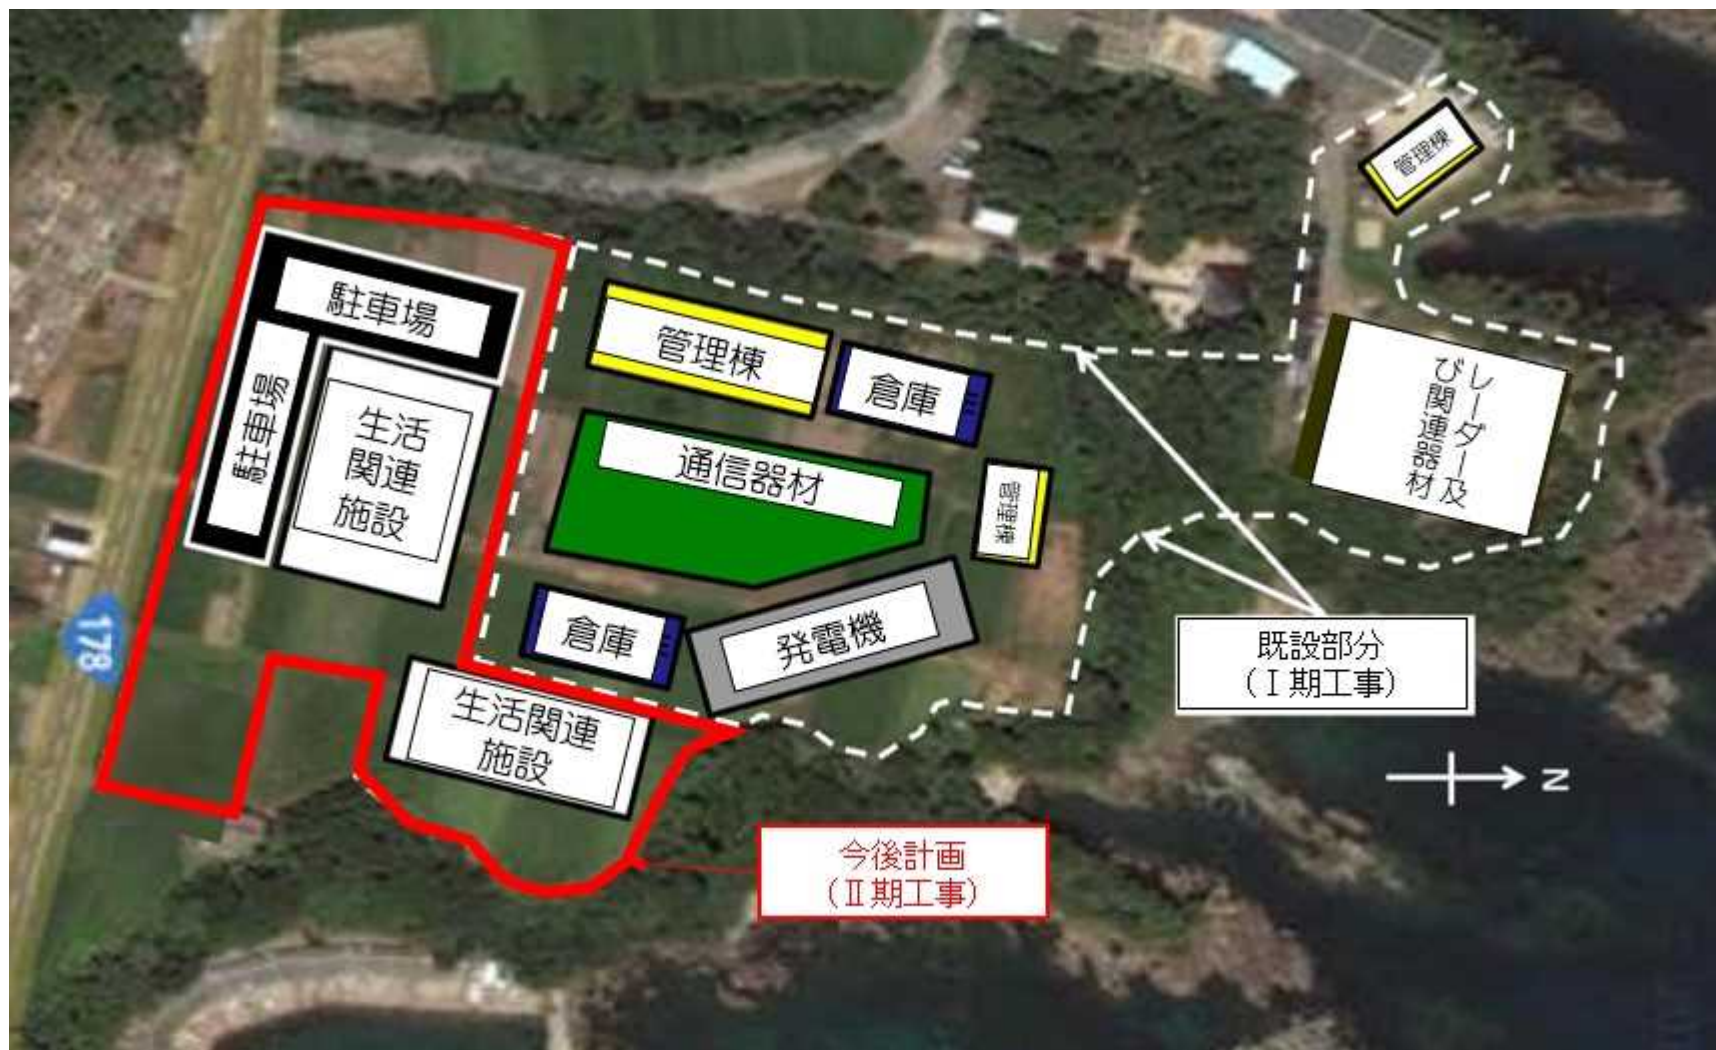 管理棟
駐車場
駐車場
生活
関連
施設
管理棟
倉庫
レーダー及
び関連器材
通信器材
管理棟
倉庫
発電機
生活関連
施設
178
既設部分
(Ⅰ期工事)
N
今後計画
(Ⅱ期工事)